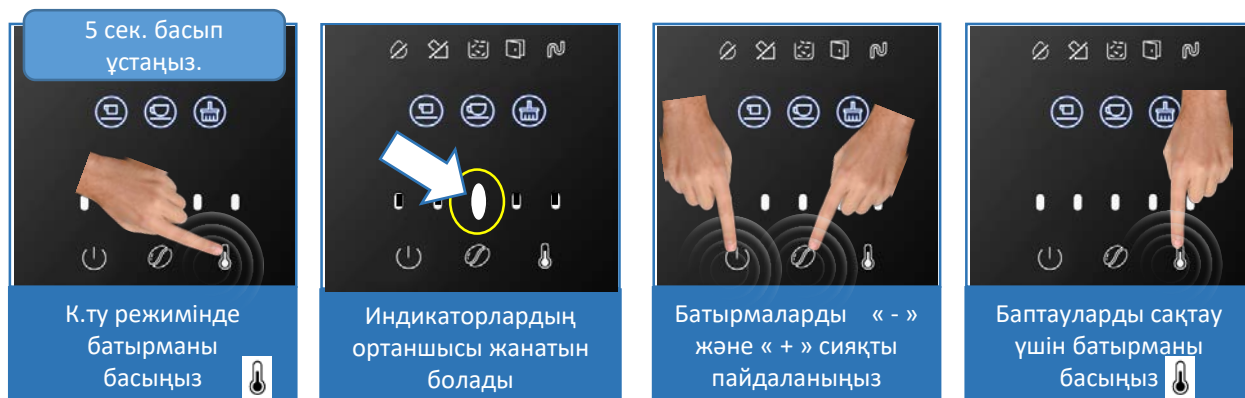 5 сек. басып
ұстаңыз.
К.ту режимінде
батырманы
басыңыз
Индикаторлардың
ортаншысы жанатын
болады
Батырмаларды « - »
және « + » сияқты
пайдаланыңыз
Баптауларды сақтау
үшін батырманы
басыңыз